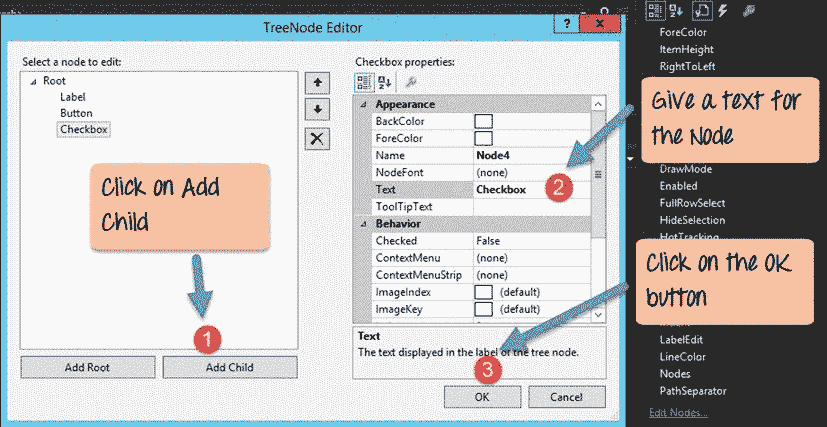 TreeNode Editor
?
x
Select a node to edit:
Root
Label
Button
Checkbox
Click on Add
Child
1
Add Root
Add Child
Checkbox properties:
Appearance
BackColor
ForeColor
Name Node4
NodeFont (none)
Text Checkbox
2
ToolTipText
Behavior
Checked False
ContextMenu (none)
ContextMenuStrip (none)
ImageIndex (default)
ImageKey (default)
Text
The text displayed in the label of the tree node.
3
OK
Cancel
ForeColor
ItemHeight
RightToLeft
Give a text for
the Node
DrawMode
Enabled
FullRowSelect
HideSelection
HotTracking
Click on the OK
button
LabelEdit
LineColor
Nodes
PathSeparator
Edit Nodes...